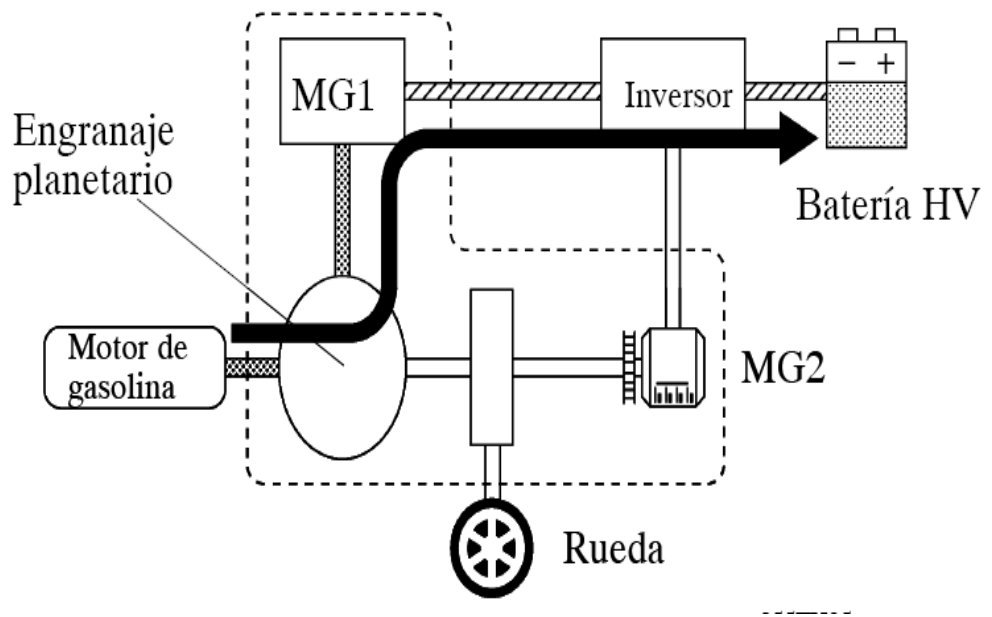 MG1
Inversor
− +
Engranaje
planetario
Batería HV
Motor de
gasolina
MG2
Rueda